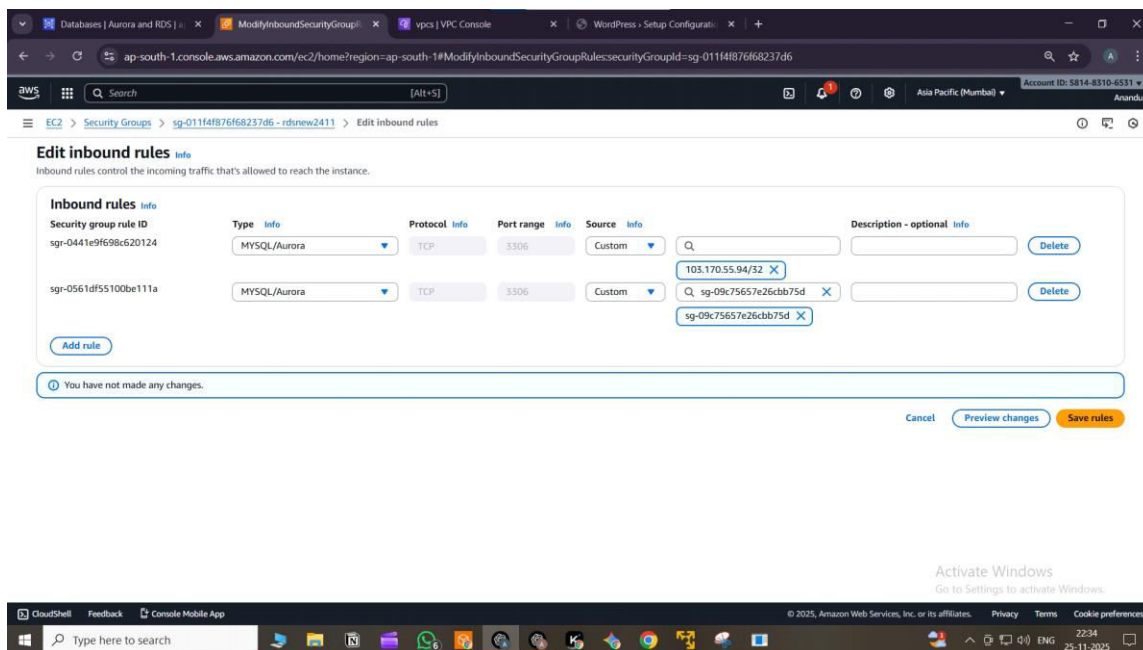 Databases | Aurora and RDS | a
ModifyInboundSecurityGroupR
vpcs | VPC Console
WordPress › Setup Configuratio
ap-south-1.console.aws.amazon.com/ec2/home?region=ap-south-1#ModifyInboundSecurityGroupRules:securityGroupId=sg-011f4f876f68237d6
A
aws
Search
[Alt+S]
1
Asia Pacific (Mumbai)
Account ID: 5814-8310-6531
Anandu
EC2 > Security Groups > sg-011f4f876f68237d6 - rdsnew2411 > Edit inbound rules
Edit inbound rules Info
Inbound rules control the incoming traffic that's allowed to reach the instance.
Inbound rules Info
Security group rule ID Type Info Protocol Info Port range Info Source Info Description - optional Info
sgr-0441e9f698c620124 MYSQL/Aurora TCP 3306 Custom Delete
103.170.55.94/32
sgr-0561df55100be111a MYSQL/Aurora TCP 3306 Custom sg-09c75657e26cbb75d Delete
sg-09c75657e26cbb75d
Add rule
You have not made any changes.
Cancel Preview changes Save rules
Activate Windows
Go to Settings to activate Windows.
CloudShell Feedback Console Mobile App © 2025, Amazon Web Services, Inc. or its affiliates. Privacy Terms Cookie preferences
Type here to search
ENG
22:34
25-11-2025